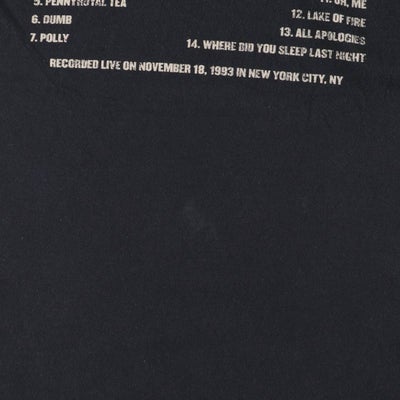 5. PENNYROYAL TEA
6. DUMB
7. POLLY
11. OH, ME
12. LAKE OF FIRE
13. ALL APOLOGIES
14. WHERE DID YOU SLEEP LAST NIGHT
RECORDED LIVE ON NOVEMBER 18, 1993 IN NEW YORK CITY, NY